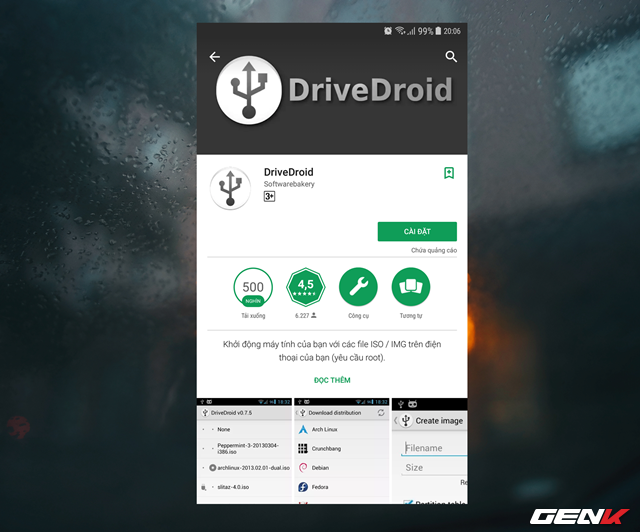 99% 20:06
DriveDroid
DriveDroid
Softwarebakery
3+
CÀI ĐẶT
Chứa quảng cáo
500
NGHÌN
4,5
Tải xuống
6.227
Công cụ
Tương tự
Khởi động máy tính của bạn với các file ISO / IMG trên điện
thoại của bạn (yêu cầu root).
ĐỌC THÊM
18:32
DriveDroid v0.7.5
None
Peppermint-3-20130304-
i386.iso
archlinux-2013.02.01-dual.iso
slitaz-4.0.iso
18:32
Download distribution
Arch Linux
Crunchbang
Debian
Fedora
Create image
Filename
Size
Partition table
GENK